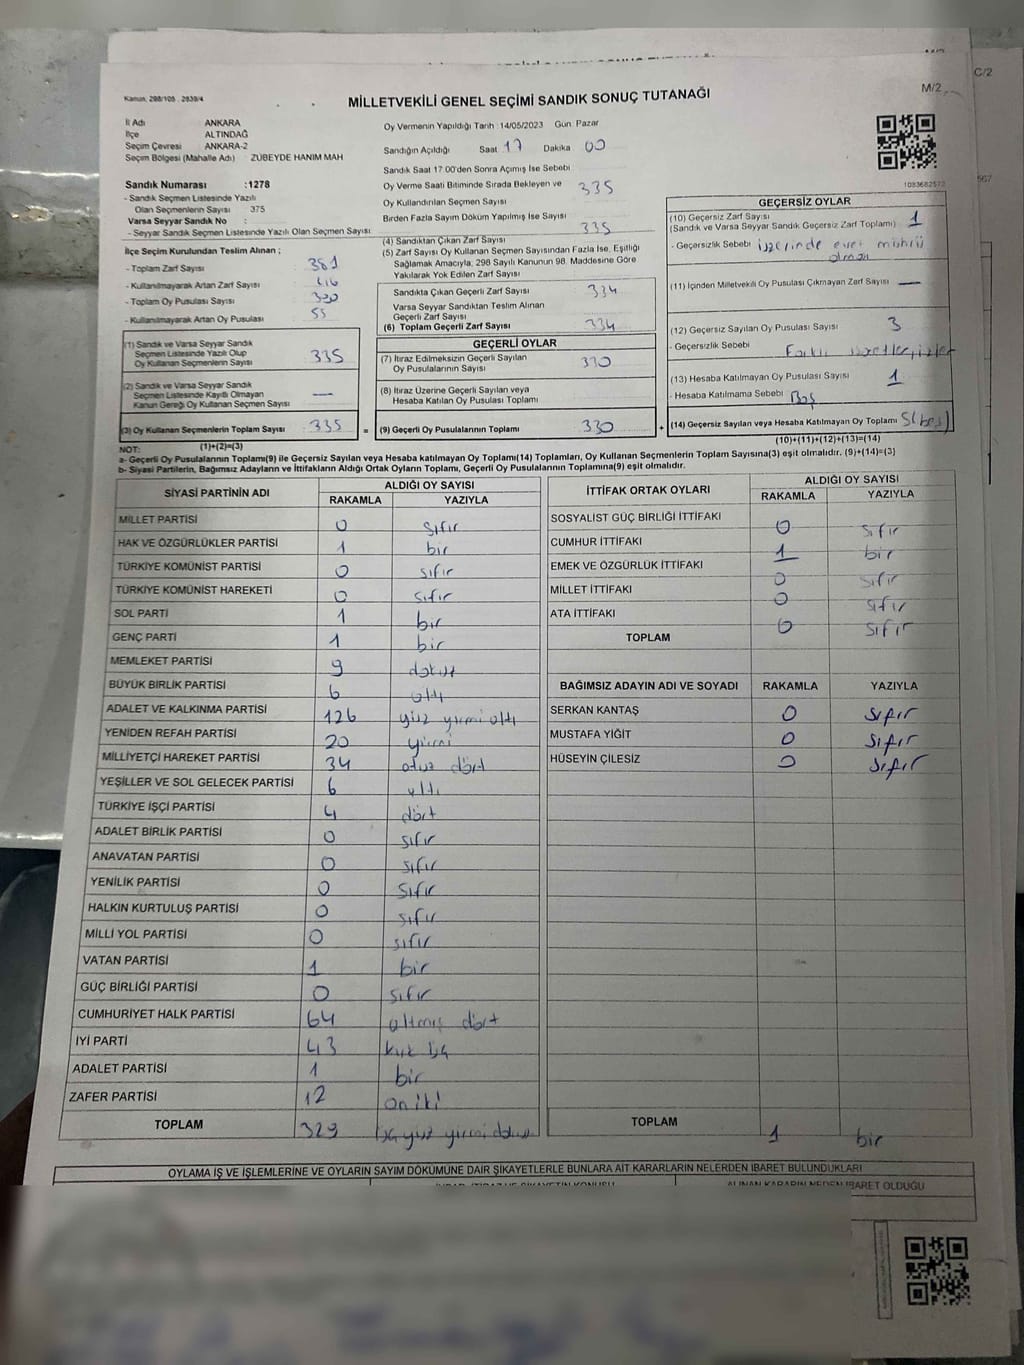 C/2
M/2
Kanun: 298/105 , 2839/4
MİLLETVEKİLİ GENEL SEÇİMİ SANDIK SONUÇ TUTANAĞI
1033682572
İl Adı ANKARA
İlçe ALTINDAĞ
Seçim Çevresi ANKARA-2
Seçim Bölgesi (Mahalle Adı) ZÜBEYDE HANIM MAH
Sandık Numarası :1278
- Sandık Seçmen Listesinde Yazılı
Olan Seçmenlerin Sayısı 375
Varsa Seyyar Sandık No :
- Seyyar Sandık Seçmen Listesinde Yazılı Olan Seçmen Sayısı
İlçe Seçim Kurulundan Teslim Alınan ;
- Toplam Zarf Sayısı 381
- Kullanılmayarak Artan Zarf Sayısı
- Toplam Oy Pusulası Sayısı
- Kullanılmayarak Artan Oy Pusulası 55
(1) Sandık ve Varsa Seyyar Sandık
Seçmen Listesinde Yazılı Olup
Oy Kullanan Seçmenlerin Sayısı 335
(2) Sandık ve Varsa Seyyar Sandık
Seçmen Listesinde Kayıtlı Olmayan
Kanun Gereği Oy Kullanan Seçmen Sayısı —
(3) Oy Kullanan Seçmenlerin Toplam Sayısı 335 =
Oy Vermenin Yapıldığı Tarih :14/05/2023 Gün: Pazar
Sandığın Açıldığı Saat 17 Dakika 00
Sandık Saat 17:00'den Sonra Açımış İse Sebebi
Oy Verme Saati Bitiminde Sırada Bekleyen ve
Oy Kullandırılan Seçmen Sayısı 335
Birden Fazla Sayım Döküm Yapılmış İse Sayısı
(4) Sandıktan Çıkan Zarf Sayısı 335
(5) Zarf Sayısı Oy Kullanan Seçmen Sayısından Fazla İse, Eşitliği
Sağlamak Amacıyla; 298 Sayılı Kanunun 98. Maddesine Göre
Yakılarak Yok Edilen Zarf Sayısı
Sandıkta Çıkan Geçerli Zarf Sayısı 334
Varsa Seyyar Sandıktan Teslim Alınan
Geçerli Zarf Sayısı
(6) Toplam Geçerli Zarf Sayısı 334
GEÇERLİ OYLAR
(7) İtiraz Edilmeksizin Geçerli Sayılan
Oy Pusulalarının Sayısı 330
(8) İtiraz Üzerine Geçerli Sayılan veya
Hesaba Katılan Oy Pusulası Toplamı
(9) Geçerli Oy Pusulalarının Toplamı 330 +
GEÇERSİZ OYLAR
(10) Geçersiz Zarf Sayısı
(Sandık ve Varsa Seyyar Sandık Geçersiz Zarf Toplamı) 1
- Geçersizlik Sebebi üzerinde evet mührü
olması
(11) İçinden Milletvekili Oy Pusulası Çıkmayan Zarf Sayısı —
(12) Geçersiz Sayılan Oy Pusulası Sayısı 3
- Geçersizlik Sebebi Farklı
(13) Hesaba Katılmayan Oy Pusulası Sayısı 1
- Hesaba Katılmama Sebebi Boş
(14) Geçersiz Sayılan veya Hesaba Katılmayan Oy Toplamı 5(beş)
NOT: (1)+(2)=(3) (10)+(11)+(12)+(13)=(14)
a- Geçerli Oy Pusulalarının Toplamı(9) ile Geçersiz Sayılan veya Hesaba katılmayan Oy Toplamı(14) Toplamları, Oy Kullanan Seçmenlerin Toplam Sayısına(3) eşit olmalıdır. (9)+(14)=(3)
b- Siyasi Partilerin, Bağımsız Adayların ve İttifakların Aldığı Ortak Oyların Toplamı, Geçerli Oy Pusulalarının Toplamına(9) eşit olmalıdır.
SİYASİ PARTİNİN ADI ALDIĞI OY SAYISI
RAKAMLA YAZIYLA
MİLLET PARTİSİ 0 sıfır
HAK VE ÖZGÜRLÜKLER PARTİSİ 1 bir
TÜRKİYE KOMÜNİST PARTİSİ 0 sıfır
TÜRKİYE KOMÜNİST HAREKETİ 0 sıfır
SOL PARTİ 1 bir
GENÇ PARTİ 1 bir
MEMLEKET PARTİSİ 9 dokuz
BÜYÜK BİRLİK PARTİSİ 6 altı
ADALET VE KALKINMA PARTİSİ 126 yüz yirmi altı
YENİDEN REFAH PARTİSİ 20 yirmi
MİLLİYETÇİ HAREKET PARTİSİ 34 otuz dört
YEŞİLLER VE SOL GELECEK PARTİSİ 6 altı
TÜRKİYE İŞÇİ PARTİSİ 4 dört
ADALET BİRLİK PARTİSİ 0 sıfır
ANAVATAN PARTİSİ 0 sıfır
YENİLİK PARTİSİ 0 sıfır
HALKIN KURTULUŞ PARTİSİ 0 sıfır
MİLLİ YOL PARTİSİ 0 sıfır
VATAN PARTİSİ 1 bir
GÜÇ BİRLİĞİ PARTİSİ 0 sıfır
CUMHURİYET HALK PARTİSİ 64 altmış dört
İYİ PARTİ 43 kırk üç
ADALET PARTİSİ 1 bir
ZAFER PARTİSİ 12 on iki
TOPLAM 329 üç yüz yirmi dokuz
İTTİFAK ORTAK OYLARI ALDIĞI OY SAYISI
RAKAMLA YAZIYLA
SOSYALİST GÜÇ BİRLİĞİ İTTİFAKI 0 sıfır
CUMHUR İTTİFAKI 1 bir
EMEK VE ÖZGÜRLÜK İTTİFAKI 0 sıfır
MİLLET İTTİFAKI 0 sıfır
ATA İTTİFAKI 0 sıfır
TOPLAM
BAĞIMSIZ ADAYIN ADI VE SOYADI RAKAMLA YAZIYLA
SERKAN KANTAŞ 0 sıfır
MUSTAFA YİĞİT 0 sıfır
HÜSEYİN ÇİLESİZ 0 sıfır
TOPLAM 1 bir
OYLAMA İŞ VE İŞLEMLERİNE VE OYLARIN SAYIM DÖKÜMÜNE DAİR ŞİKAYETLERLE BUNLARA AİT KARARLARIN NELERDEN İBARET BULUNDUKLARI
ALINAN KARARIN NEDEN İBARET OLDUĞU